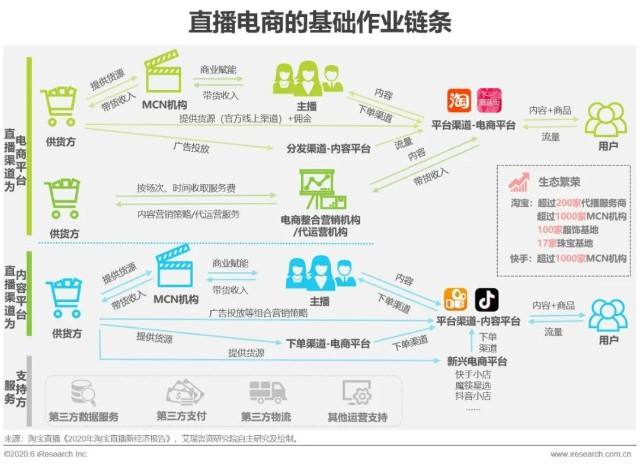 直播电商的基础作业链条
直播渠道为
电商平台
供货方
提供货源
带货收入
MCN机构
商业赋能
带货收入
主播
内容
下单渠道
淘
蘑菇街
平台渠道-电商平台
内容+商品
流量
用户
提供货源（官方线上渠道）+佣金
广告投放
分发渠道-内容平台
流量
内容
带货收入
供货方
按场次、时间收取服务费
内容营销策略/代运营服务
电商整合营销机构
/代运营机构
生态繁荣
淘宝：超过200家代播服务商
超过1000家MCN机构
100家服饰基地
17家珠宝基地
快手：超过1000家MCN机构
直播渠道为
内容平台
供货方
提供货源
带货收入
MCN机构
商业赋能
带货收入
主播
内容
下单渠道
平台渠道-内容平台
内容+商品
流量
用户
广告投放等组合营销策略
提供货源
下单渠道-电商平台
下单渠道
提供货源
下单
渠道
新兴电商平台
快手小店
魔筷星选
抖音小店
......
支持方
服务
第三方数据服务
第三方支付
第三方物流
其他运营支持
来源：淘宝直播《2020年淘宝直播新经济报告》，艾瑞咨询研究院自主研究及绘制。
©2020.6 iResearch Inc.
www.iresearch.com.cn